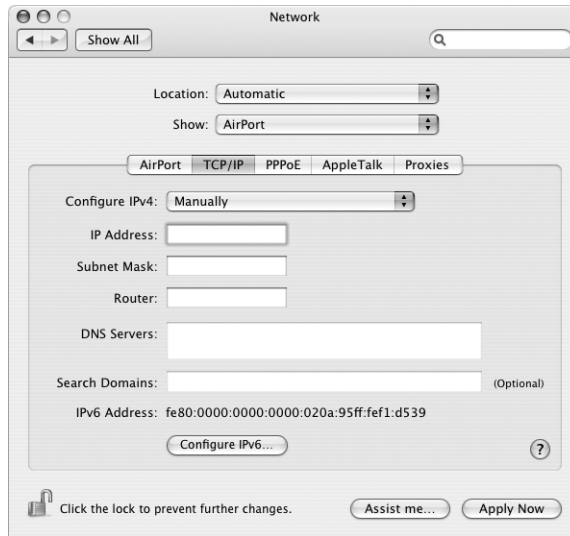 Network
Show All
Location: Automatic
Show: AirPort
AirPort TCP/IP PPPoE AppleTalk Proxies
Configure IPv4: Manually
IP Address:
Subnet Mask:
Router:
DNS Servers:
Search Domains: (Optional)
IPv6 Address: fe80:0000:0000:0000:020a:95ff:fef1:d539
Configure IPv6...
?
Click the lock to prevent further changes. Assist me... Apply Now